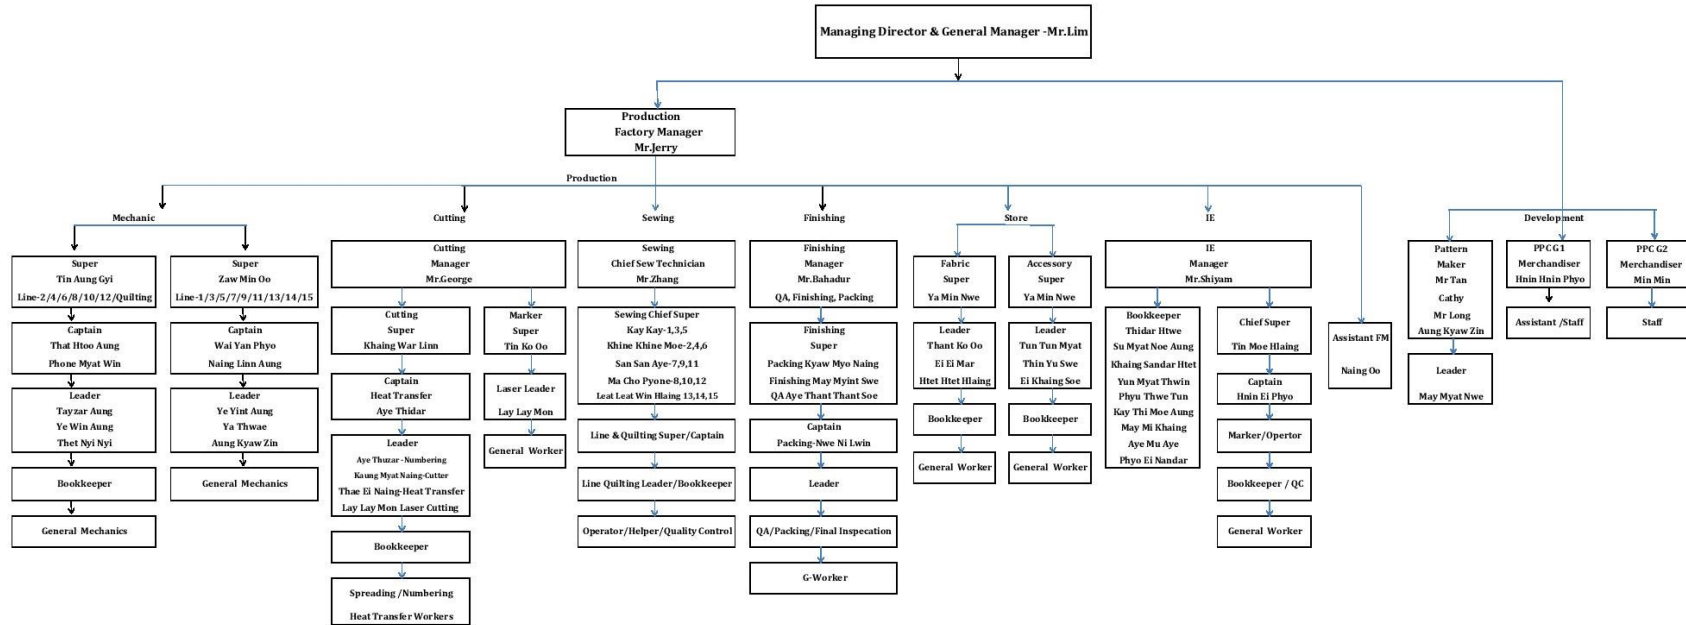 Managing Director & General Manager -Mr.Lim
Production
Factory Manager
Mr.Jerry
Production
Mechanic
Cutting
Sewing
Finishing
Store
IE
Development
Super
Tin Aung Gyi
Line-2/4/6/8/10/12/Quilting
Captain
That Htoo Aung
Phone Myat Win
Leader
Tayzar Aung
Ye Win Aung
Thet Nyi Nyi
Bookkeeper
General Mechanics
Super
Zaw Min Oo
Line-1/3/5/7/9/11/13/14/15
Captain
Wai Yan Phyo
Naing Linn Aung
Leader
Ye Yint Aung
Ya Thwae
Aung Kyaw Zin
General Mechanics
Cutting
Manager
Mr.George
Cutting
Super
Khaing War Linn
Captain
Heat Transfer
Aye Thidar
Leader
Aye Thuzar -Numbering
Kaung Myat Naing-Cutter
Thae Ei Naing-Heat Transfer
Lay Lay Mon Laser Cutting
Bookkeeper
Spreading /Numbering
Heat Transfer Workers
Marker
Super
Tin Ko Oo
Laser Leader
Lay Lay Mon
General Worker
Sewing
Chief Sew Technician
Mr.Zhang
Sewing Chief Super
Kay Kay-1,3,5
Khine Khine Moe-2,4,6
San San Aye-7,9,11
Ma Cho Pyone-8,10,12
Leat Leat Win Hlaing 13,14,15
Line & Quilting Super/Captain
Line Quilting Leader/Bookkeeper
Operator/Helper/Quality Control
Finishing
Manager
Mr.Bahadur
QA, Finishing, Packing
Finishing
Super
Packing Kyaw Myo Naing
Finishing May Myint Swe
QA Aye Thant Thant Soe
Captain
Packing-Nwe Ni Lwin
Leader
QA/Packing/Final Inspecation
G-Worker
Fabric
Super
Ya Min Nwe
Leader
Thant Ko Oo
Ei Ei Mar
Htet Htet Hlaing
Bookkeeper
General Worker
Accessory
Super
Ya Min Nwe
Leader
Tun Tun Myat
Thin Yu Swe
Ei Khaing Soe
Bookkeeper
General Worker
IE
Manager
Mr.Shiyam
Bookkeeper
Thidar Htwe
Su Myat Noe Aung
Khaing Sandar Htet
Yun Myat Thwin
Phyu Thwe Tun
Kay Thi Moe Aung
May Mi Khaing
Aye Mu Aye
Phyo Ei Nandar
Chief Super
Tin Moe Hlaing
Captain
Hnin Ei Phyo
Marker/Opertor
Bookkeeper / QC
General Worker
Assistant FM
Naing Oo
Pattern
Maker
Mr Tan
Cathy
Mr Long
Aung Kyaw Zin
Leader
May Myat Nwe
PPC G1
Merchandiser
Hnin Hnin Phyo
Assistant /Staff
PPC G2
Merchandiser
Min Min
Staff